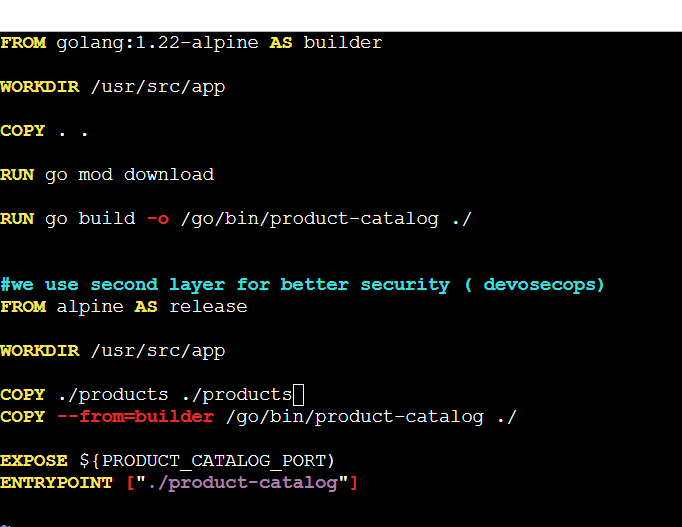 FROM golang:1.22-alpine AS builder
WORKDIR /usr/src/app
COPY . .
RUN go mod download
RUN go build -o /go/bin/product-catalog ./
#we use second layer for better security ( devosecops)
FROM alpine AS release
WORKDIR /usr/src/app
COPY ./products ./products
COPY --from=builder /go/bin/product-catalog ./
EXPOSE ${PRODUCT_CATALOG_PORT)
ENTRYPOINT ["./product-catalog"]
~